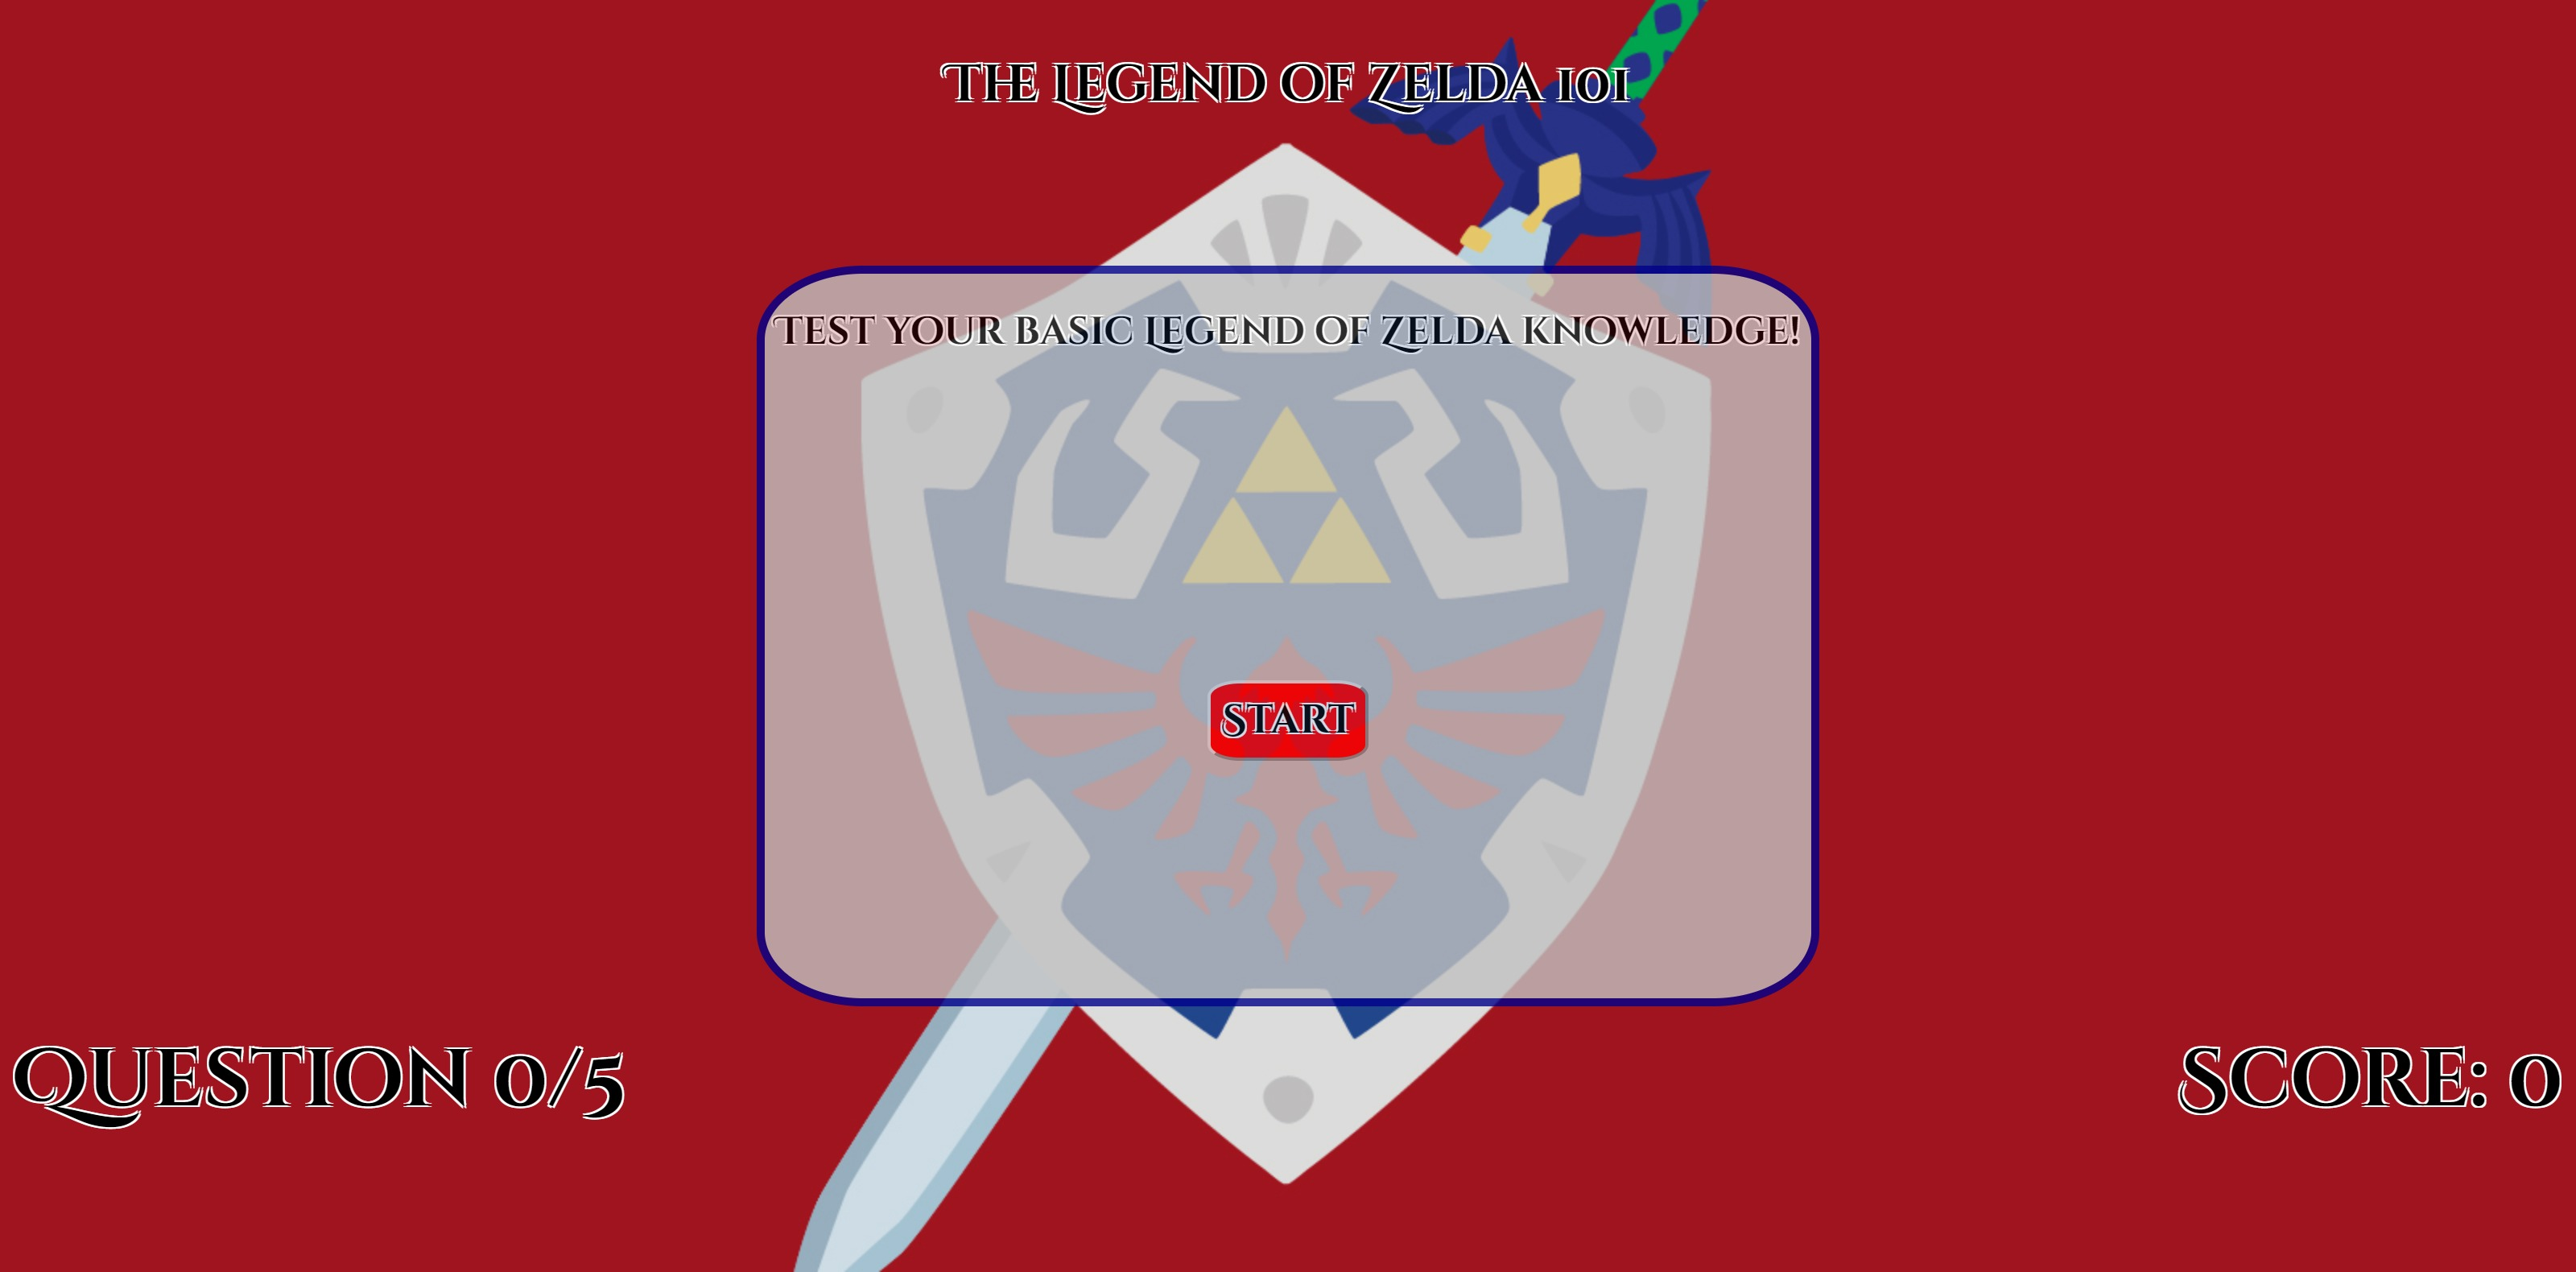 The Legend of Zelda 101
Test your basic Legend of Zelda knowledge!
Start
Question 0/5
Score: 0